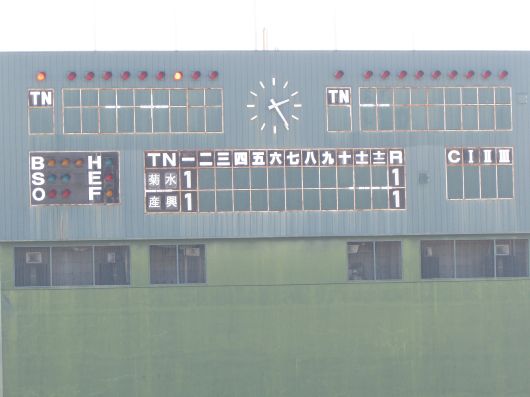 TN TN
B H TN 一 二 三 四 五 六 七 八 九 十 士 士 R C I II III
S E 菊水 1 1
O F 産興 1 1